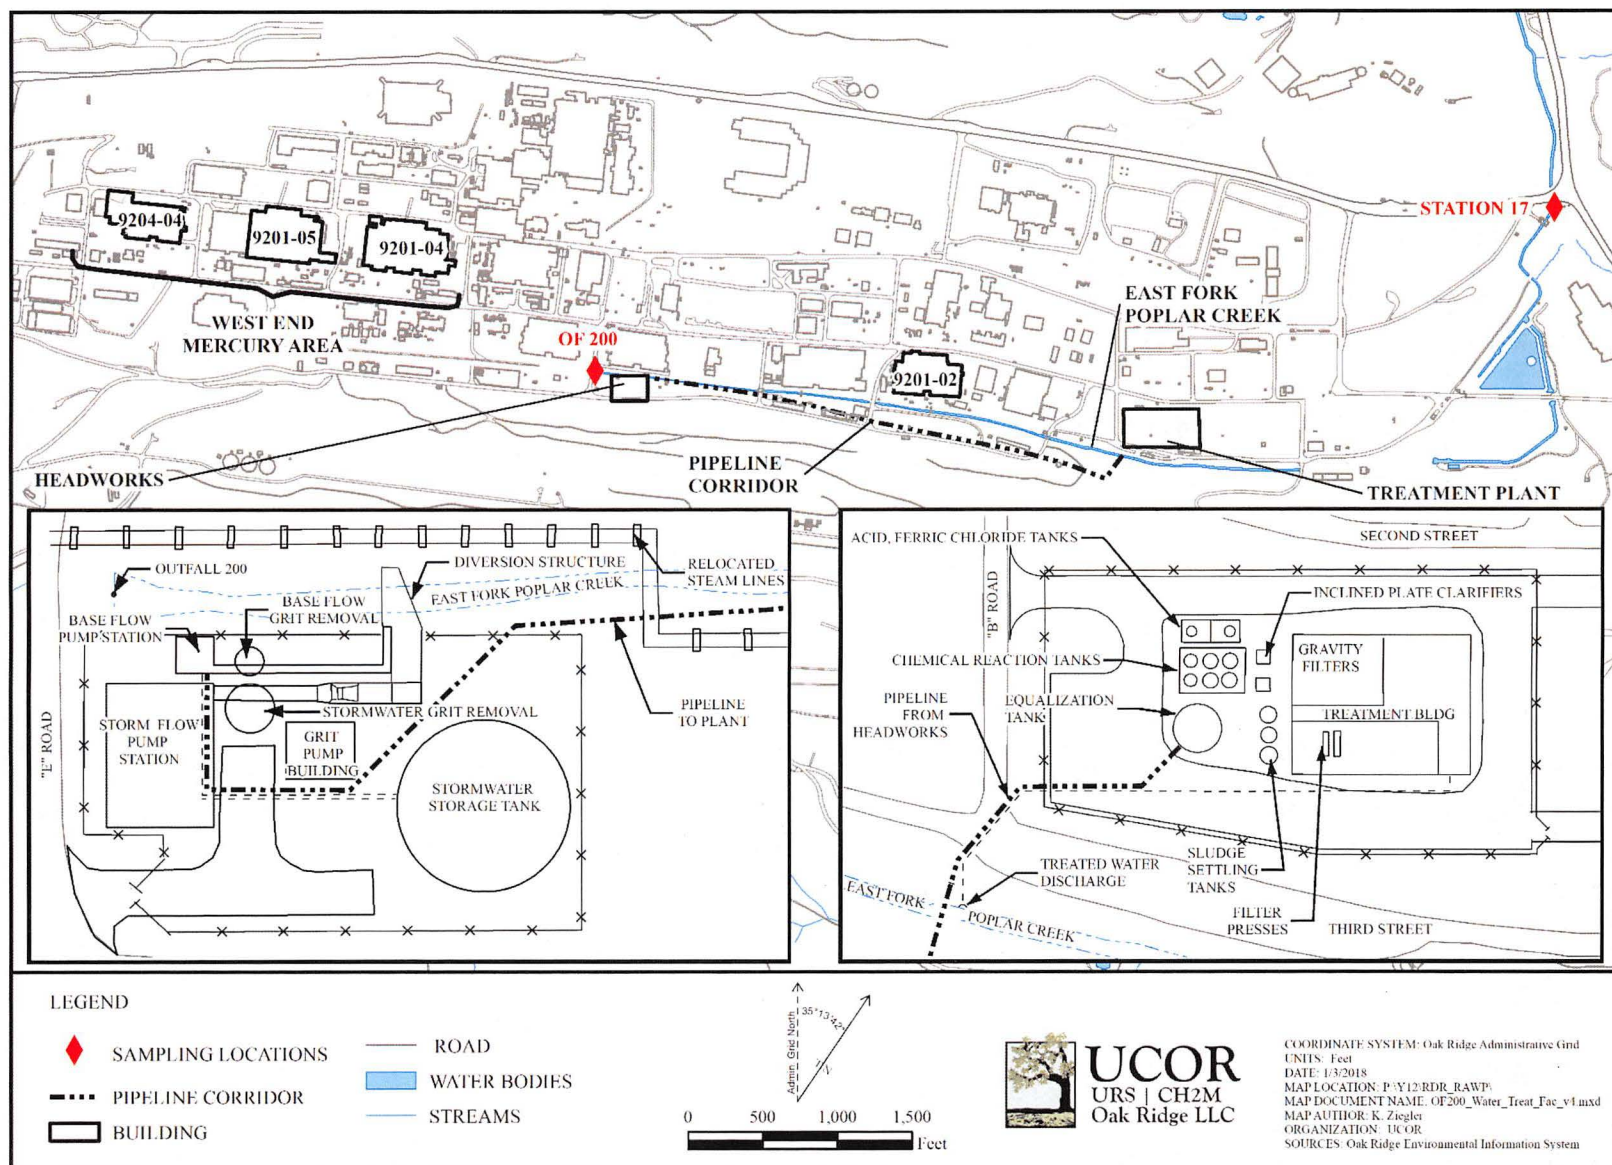 STATION 17
9204-04
9201-05
9201-04
EAST FORK
POPLAR CREEK
WEST END
MERCURY AREA
OF 200
9201-02
HEADWORKS
PIPELINE
CORRIDOR
TREATMENT PLANT
OUTFALL 200
DIVERSION STRUCTURE
RELOCATED
STEAM LINES
EAST FORK POPLAR CREEK
BASE FLOW
GRIT REMOVAL
BASE FLOW
PUMP STATION
STORMWATER GRIT REMOVAL
PIPELINE
TO PLANT
STORM FLOW
PUMP
STATION
GRIT
PUMP
BUILDING
"E" ROAD
STORMWATER
STORAGE TANK
ACID, FERRIC CHLORIDE TANKS
SECOND STREET
"B" ROAD
INCLINED PLATE CLARIFIERS
CHEMICAL REACTION TANKS
GRAVITY
FILTERS
PIPELINE
FROM
HEADWORKS
EQUALIZATION
TANK
TREATMENT BLDG
TREATED WATER
DISCHARGE
SLUDGE
SETTLING
TANKS
EAST FORK
POPLAR CREEK
FILTER
PRESSES
THIRD STREET
LEGEND
SAMPLING LOCATIONS
PIPELINE CORRIDOR
BUILDING
ROAD
WATER BODIES
STREAMS
Admin Grid North
35°13'42"
0 500 1,000 1,500
Feet
UCOR
URS | CH2M
Oak Ridge LLC
COORDINATE SYSTEM: Oak Ridge Administrative Grid
UNITS: Feet
DATE: 1/3/2018
MAP LOCATION: P:\Y12\RDR_RAWP\
MAP DOCUMENT NAME: OF200_Water_Treat_Fac_v4.mxd
MAP AUTHOR: K. Ziegler
ORGANIZATION: UCOR
SOURCES: Oak Ridge Environmental Information System